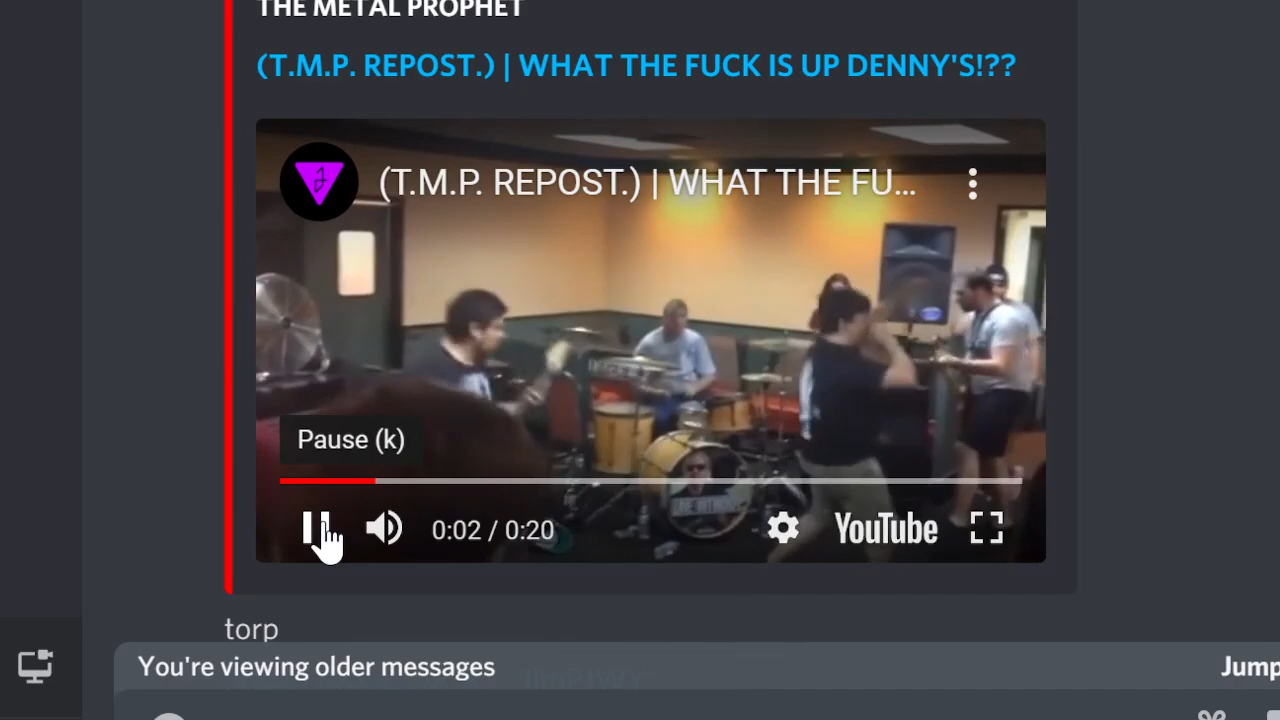 THE METAL PROPHET
(T.M.P. REPOST.) | WHAT THE FUCK IS UP DENNY'S!??
(T.M.P. REPOST.) | WHAT THE FU...
Pause (k)
0:02 / 0:20
YouTube
torp
You're viewing older messages
Jump